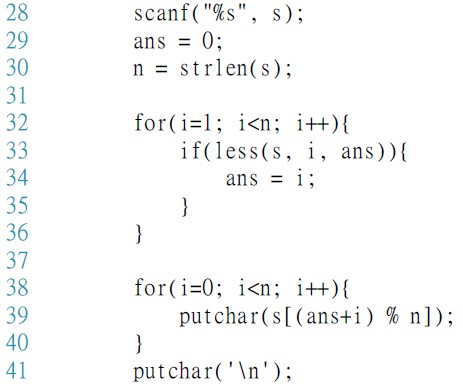 28 scanf("%s", s);
29 ans = 0;
30 n = strlen(s);
31
32 for(i=1; i<n; i++){
33 if(less(s, i, ans)){
34 ans = i;
35 }
36 }
37
38 for(i=0; i<n; i++){
39 putchar(s[(ans+i) % n]);
40 }
41 putchar('\n');